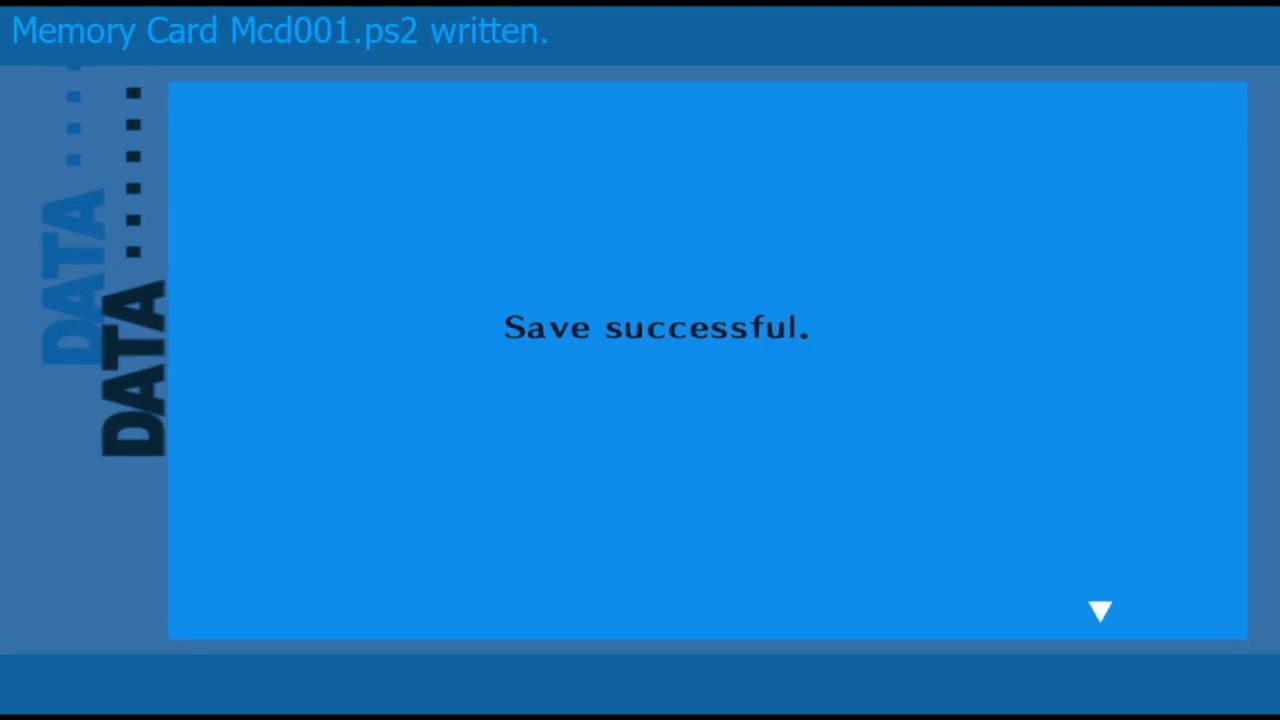 Memory Card Mcd001.ps2 written.
DATA ......
DATA ......
Save successful.